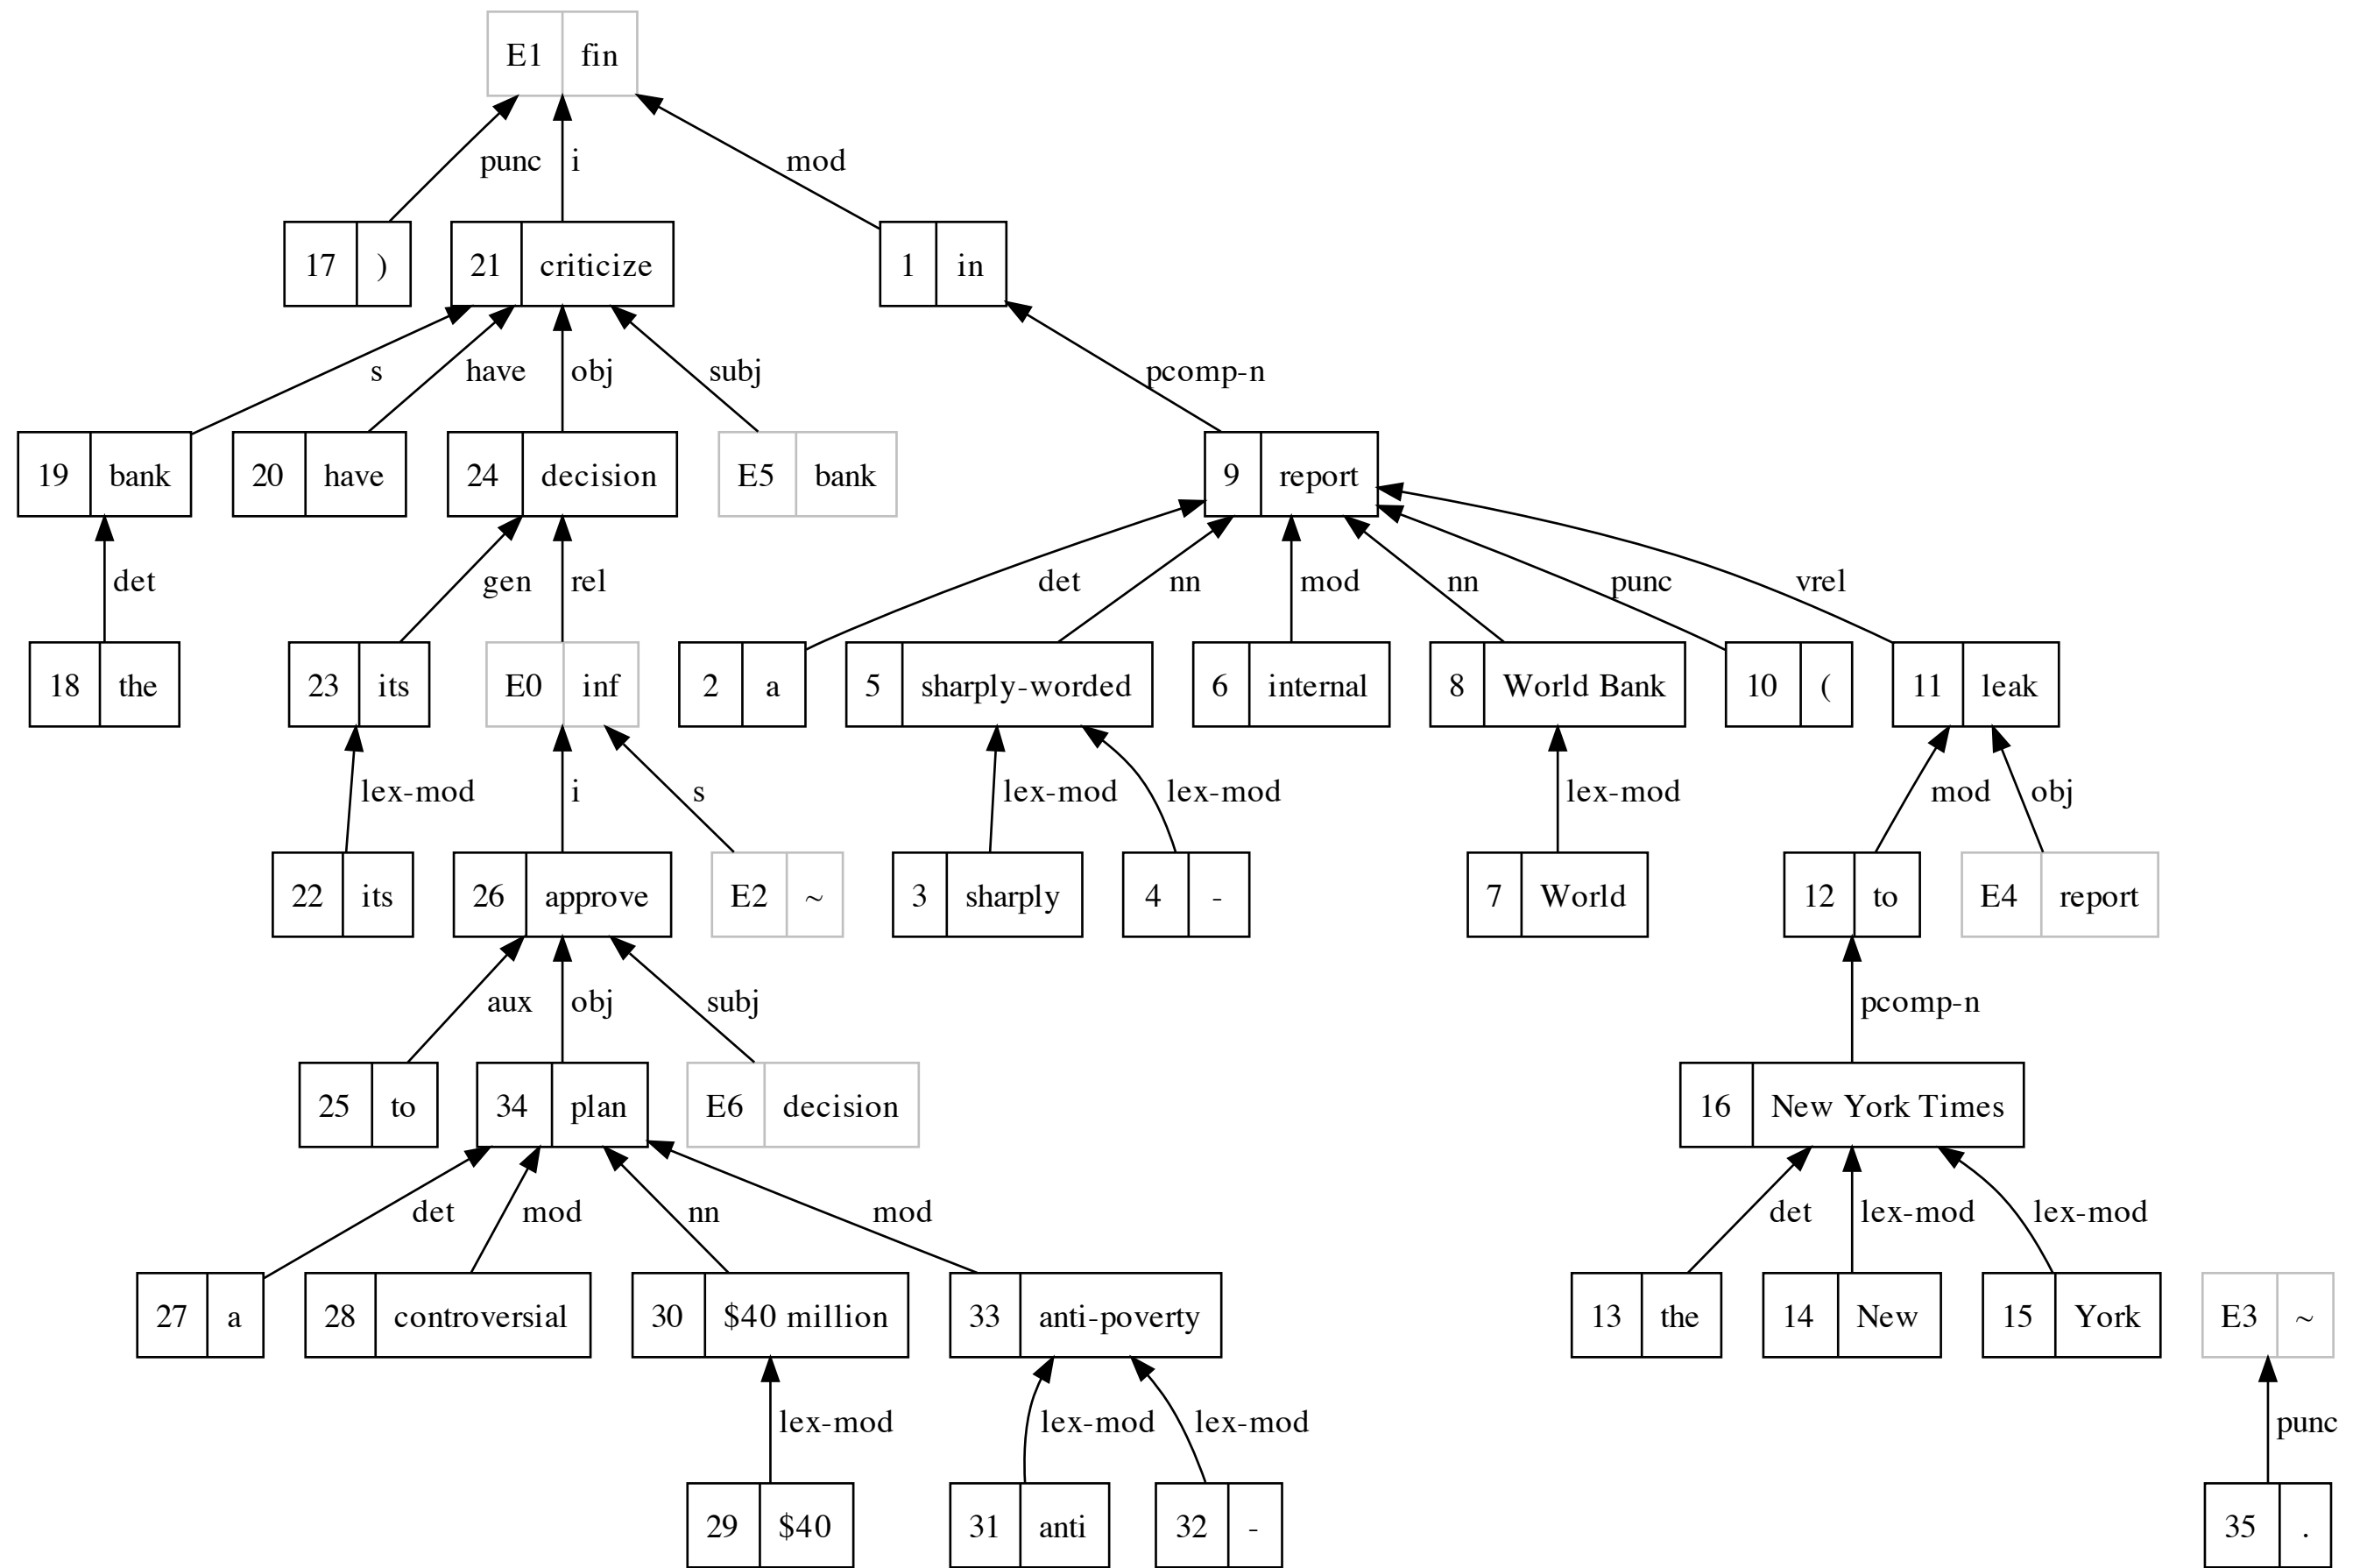 E1 fin
punc i mod
17 ) 21 criticize 1 in
s have obj subj pcomp-n
19 bank 20 have 24 decision E5 bank 9 report
det gen rel det nn mod nn punc vrel
18 the 23 its E0 inf 2 a 5 sharply-worded 6 internal 8 World Bank 10 ( 11 leak
lex-mod i s lex-mod lex-mod lex-mod mod obj
22 its 26 approve E2 ~ 3 sharply 4 - 7 World 12 to E4 report
aux obj subj pcomp-n
25 to 34 plan E6 decision 16 New York Times
det mod nn mod det lex-mod lex-mod
27 a 28 controversial 30 $40 million 33 anti-poverty 13 the 14 New 15 York E3 ~
lex-mod lex-mod lex-mod punc
29 $40 31 anti 32 - 35 .